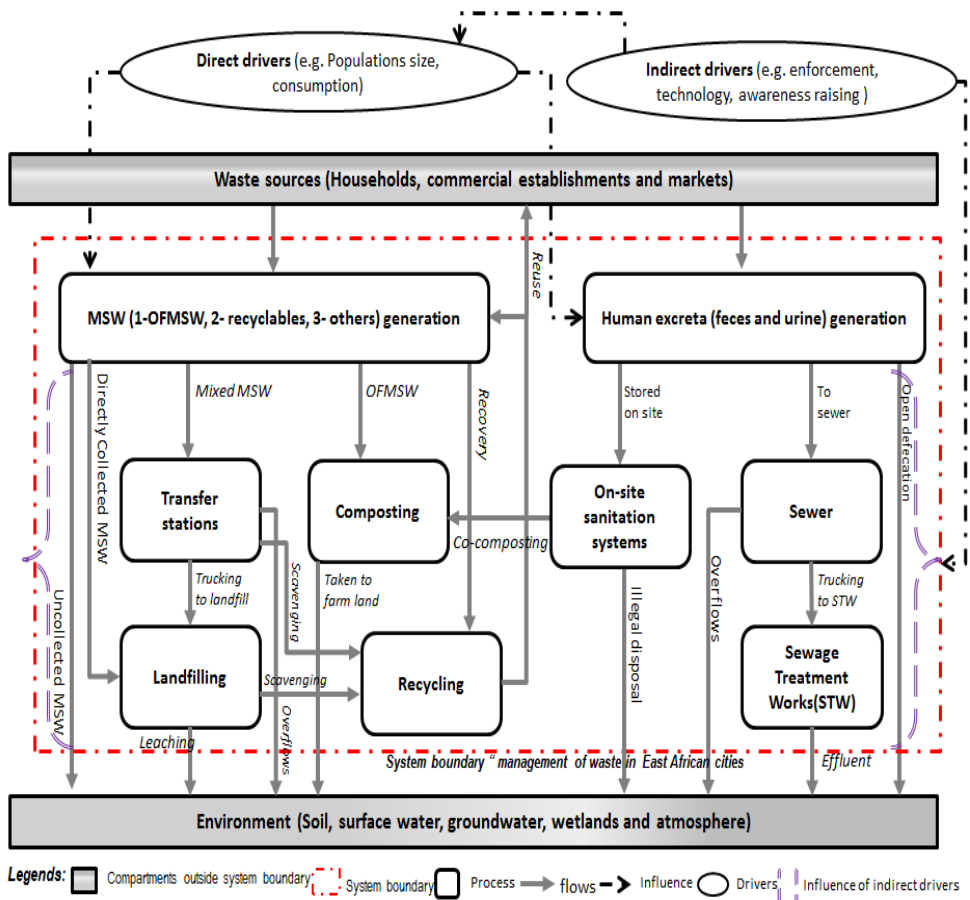 Direct drivers (e.g. Populations size,
consumption)
Indirect drivers (e.g. enforcement,
technology, awareness raising )
Waste sources (Households, commercial establishments and markets)
Reuse
MSW (1-OFMSW, 2- recyclables, 3- others) generation
Human excreta (feces and urine) generation
Directly Collected MSW
Mixed MSW
OFMSW
Recovery
Stored
on site
To
sewer
Open defecation
Transfer
stations
Composting
On-site
sanitation
systems
Sewer
Co-composting
Uncollected MSW
Trucking
to landfill
Scavenging
Taken to
farm land
Illegal disposal
Overflows
Trucking
to STW
Landfilling
Scavenging
Recycling
Sewage
Treatment
Works(STW)
Leaching
Overflows
Effluent
System boundary “ management of waste in East African cities
Environment (Soil, surface water, groundwater, wetlands and atmosphere)
Legends: Compartments outside system boundary System boundary Process flows Influence Drivers Influence of indirect drivers